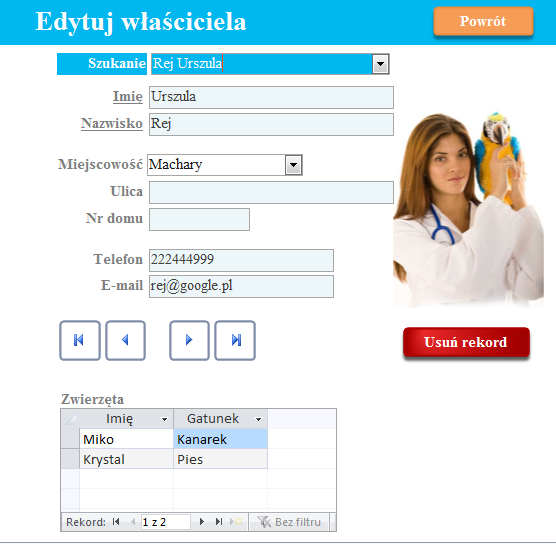 Edytuj właściciela
Powrót
Szukanie Rej Urszula
Imię Urszula
Nazwisko Rej
Miejscowość Machary
Ulica
Nr domu
Telefon 222444999
E-mail rej@google.pl
Usuń rekord
Zwierzęta
Imię Gatunek
Miko Kanarek
Krystal Pies
Rekord: 1 z 2 Bez filtru